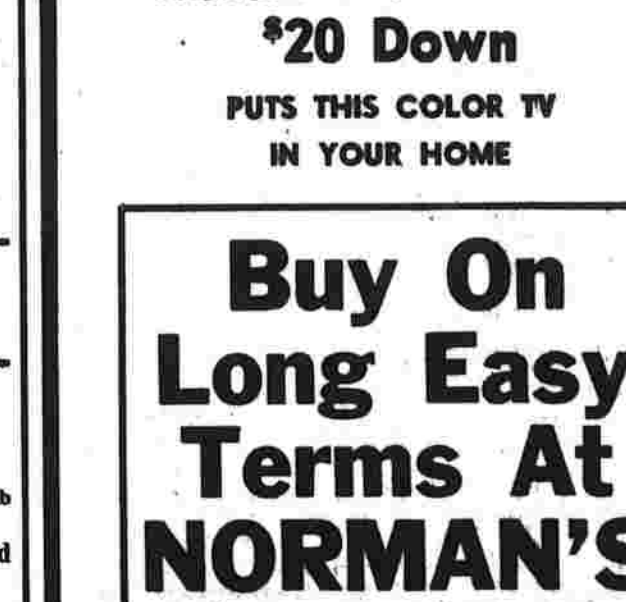 $20 Down
PUTS THIS COLOR TV
IN YOUR HOME
Buy On
Long Easy
Terms At
NORMAN'S
b
d